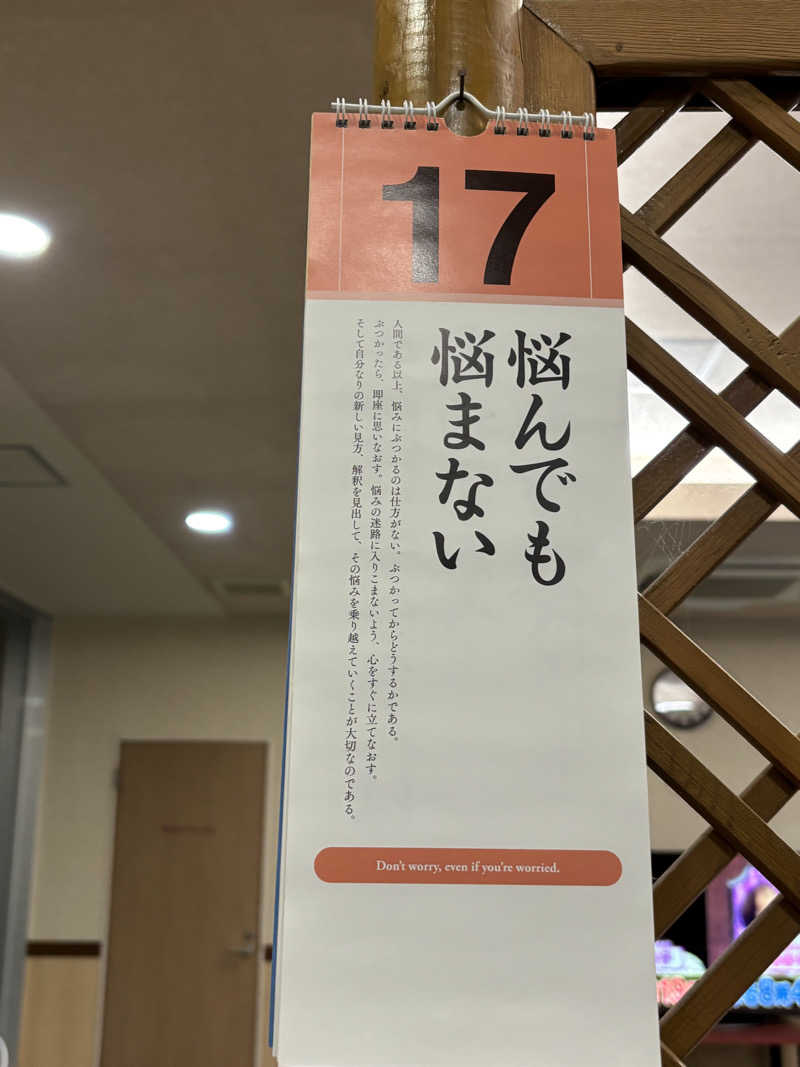 17
悩んでも
悩まない
人間である以上、悩みにぶつかるのは仕方がない。ぶつかってからどうするかである。
ぶつかったら、即座に思いなおす。悩みの迷路に入りこまないよう、心をすぐに立てなおす。
そして自分なりの新しい見方、解釈を見出して、その悩みを乗り越えていくことが大切なのである。
Don't worry, even if you're worried.